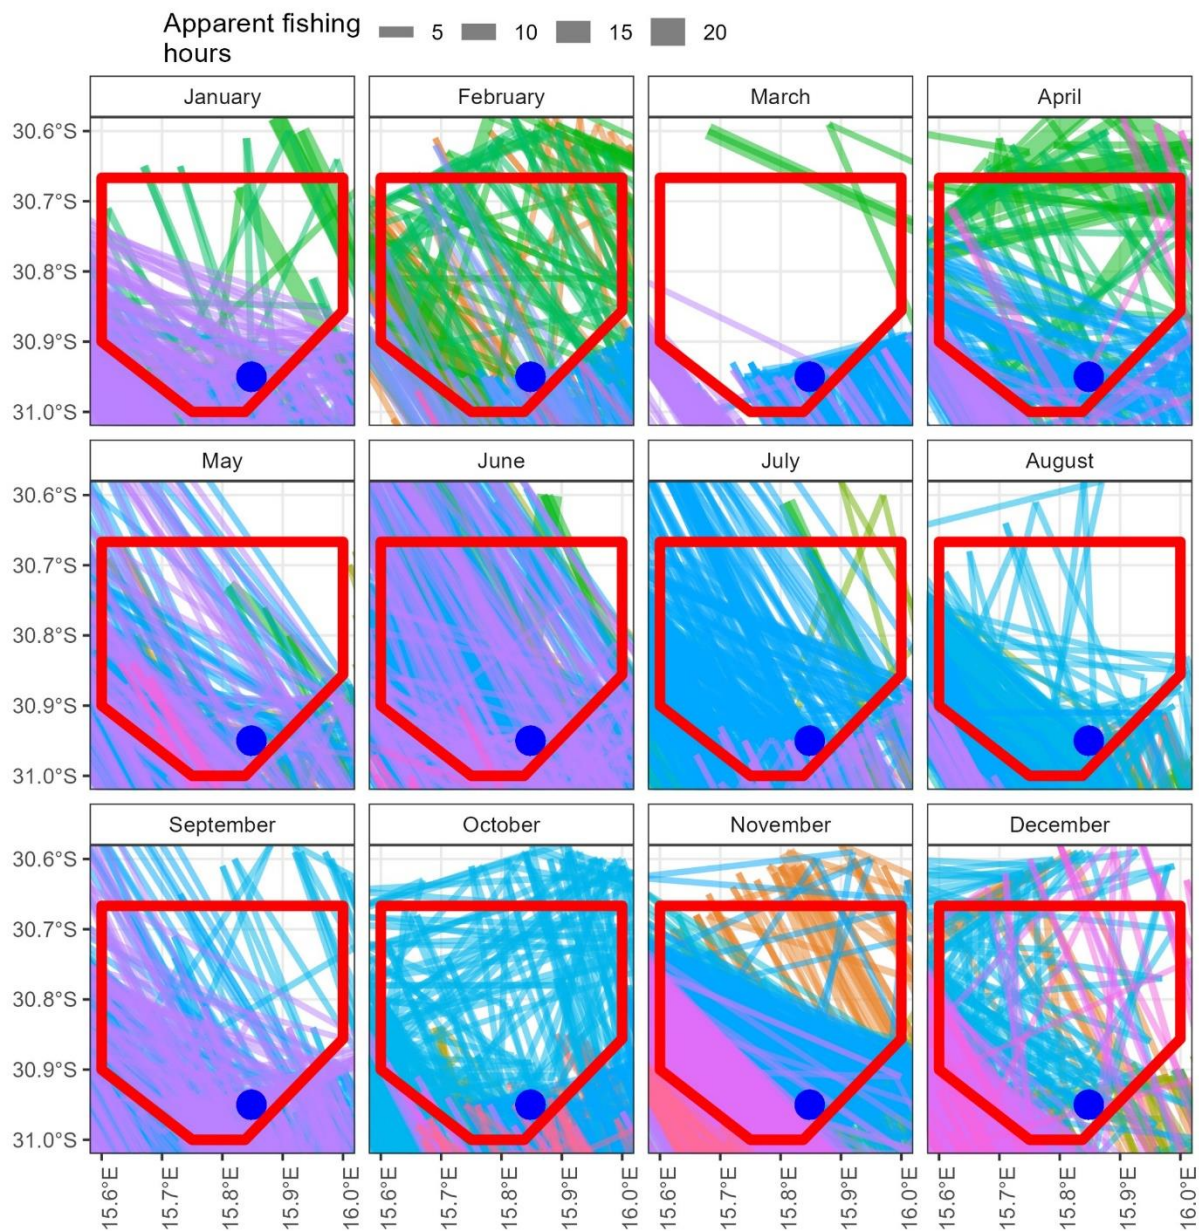 Apparent fishing
hours
5 10 15 20
January February March April
30.6°S
30.7°S
30.8°S
30.9°S
31.0°S
May June July August
30.6°S
30.7°S
30.8°S
30.9°S
31.0°S
September October November December
30.6°S
30.7°S
30.8°S
30.9°S
31.0°S
15.6°E 15.7°E 15.8°E 15.9°E 16.0°E 15.6°E 15.7°E 15.8°E 15.9°E 16.0°E 15.6°E 15.7°E 15.8°E 15.9°E 16.0°E 15.6°E 15.7°E 15.8°E 15.9°E 16.0°E